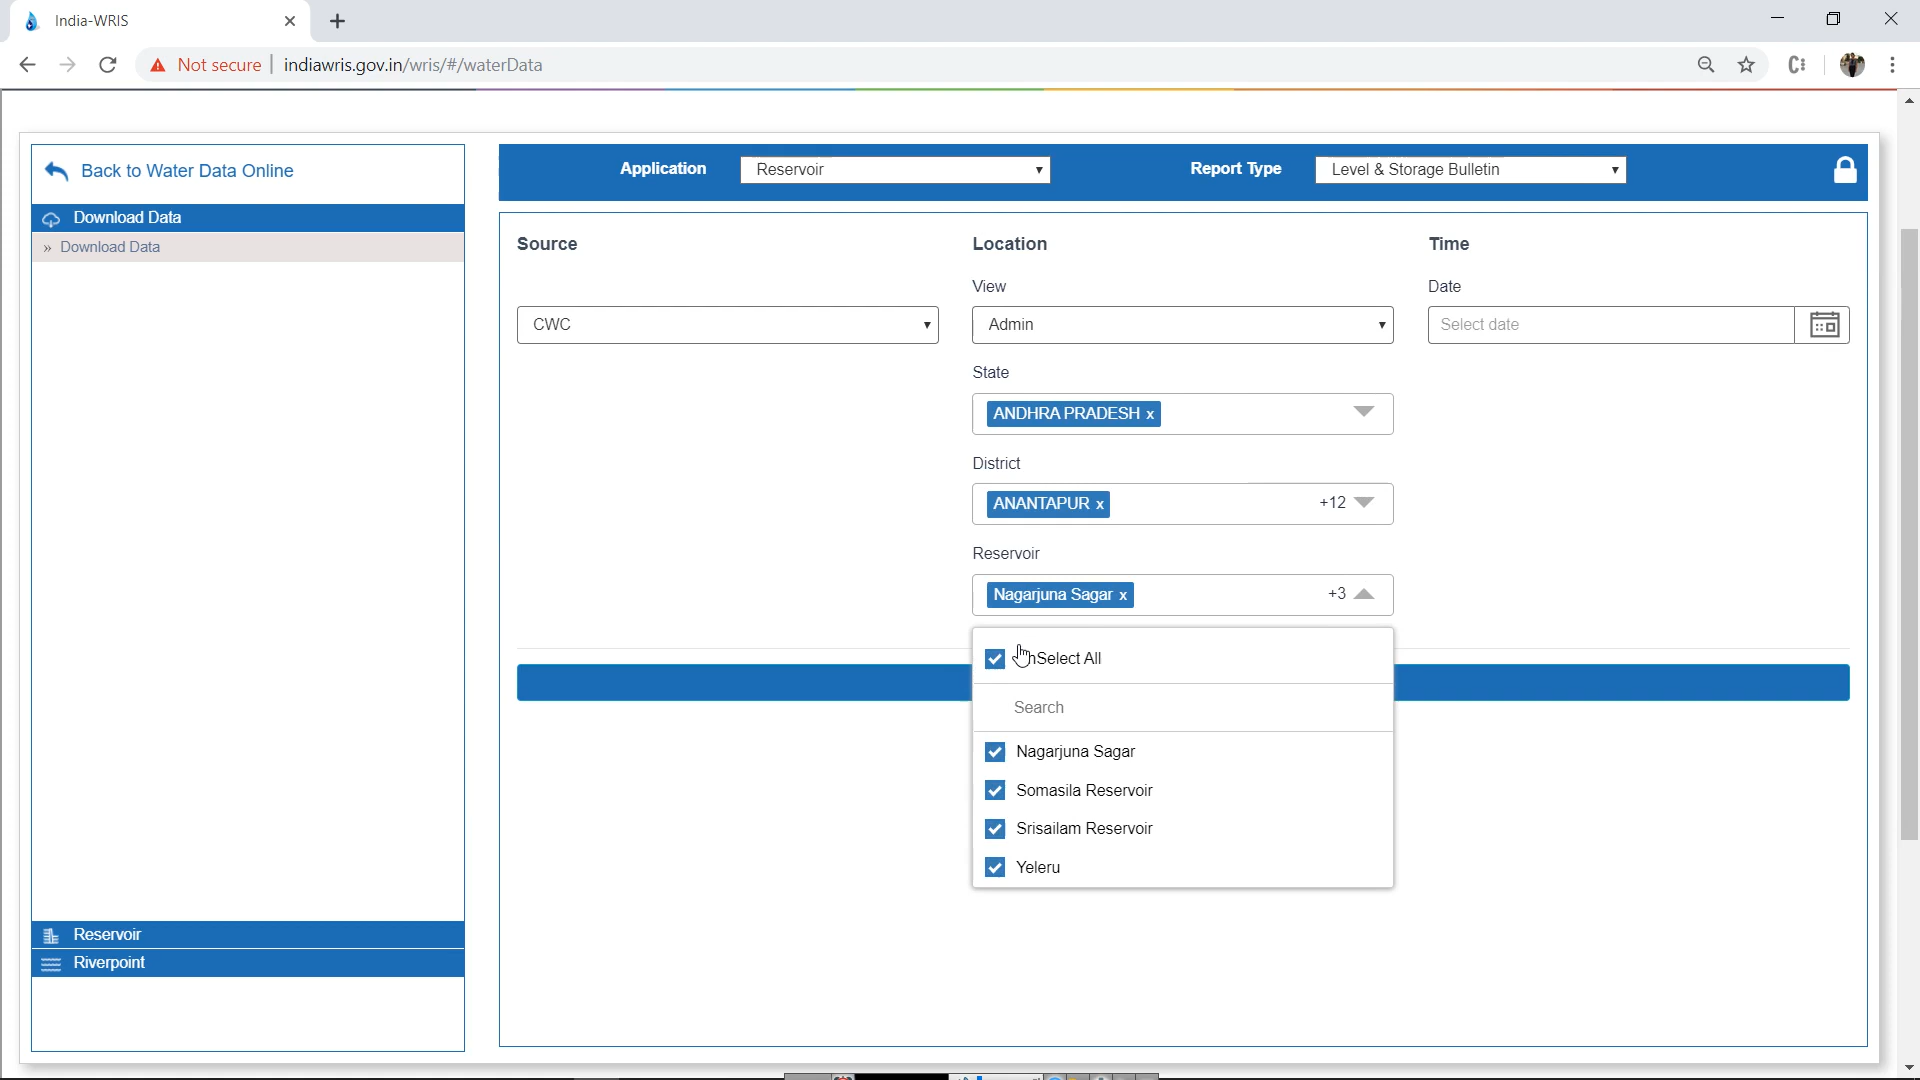 India-WRIS
Not secure | indiawris.gov.in/wris/#/waterData
Back to Water Data Online
Download Data
» Download Data
Reservoir
Riverpoint
Application
Reservoir
Report Type
Level & Storage Bulletin
Source
CWC
Location
View
Admin
State
ANDHRA PRADESH x
District
ANANTAPUR x
+12
Reservoir
Nagarjuna Sagar x
+3
nSelect All
Search
Nagarjuna Sagar
Somasila Reservoir
Srisailam Reservoir
Yeleru
Time
Date
Select date